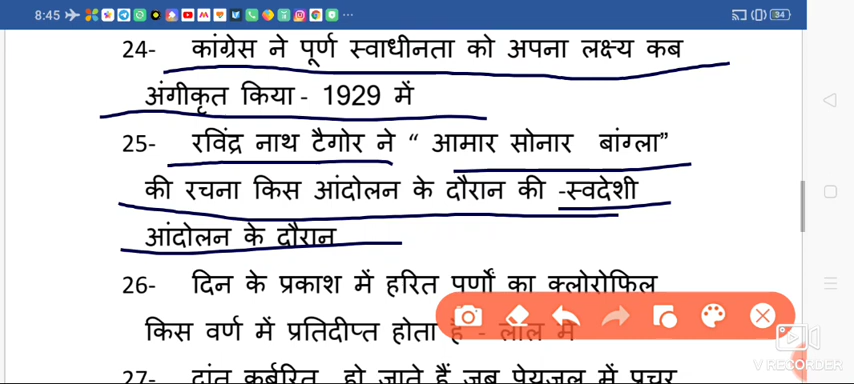 8:45
34
24- कांग्रेस ने पूर्ण स्वाधीनता को अपना लक्ष्य कब
अंगीकृत किया - 1929 में
25- रविंद्र नाथ टैगोर ने “ आमार सोनार बांग्ला”
की रचना किस आंदोलन के दौरान की -स्वदेशी
आंदोलन के दौरान
26- दिन के प्रकाश में हरित पर्णों का क्लोरोफिल
किस वर्ण में प्रतिदीप्त होता है - लाल में
27- दांत कर्बरित हो जाते हैं जब पेयजल में प्रचुर
V RECORDER